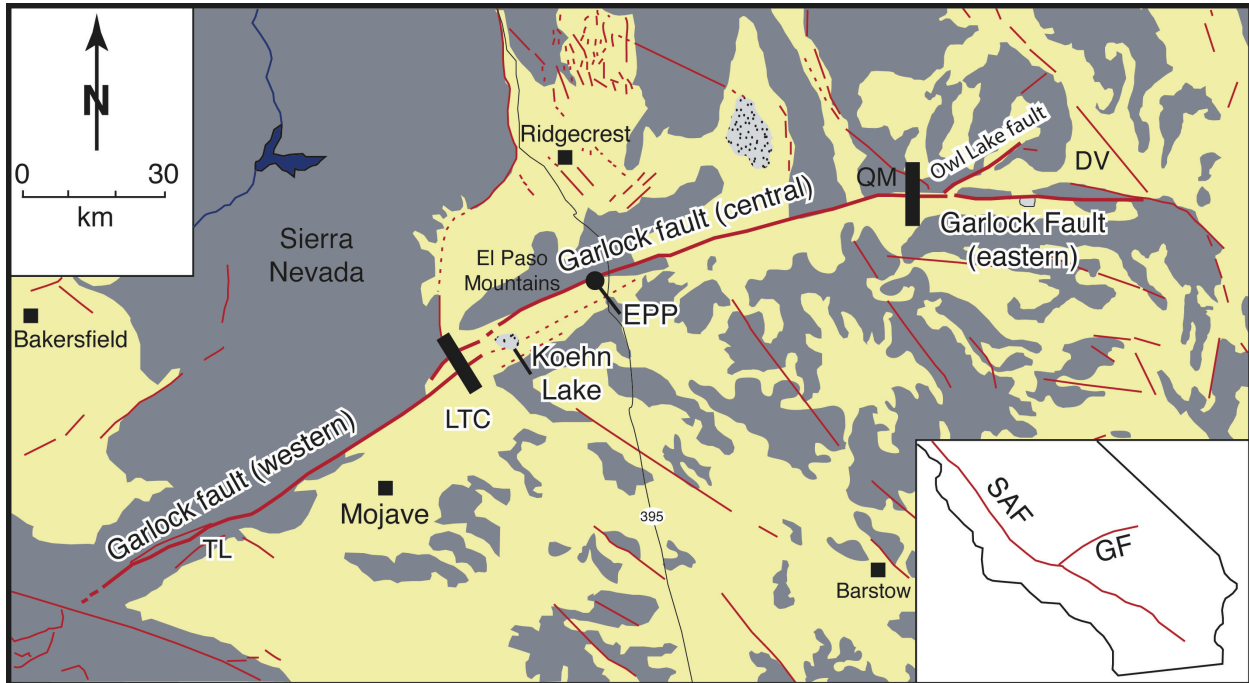 N
0 30
km
Ridgecrest
Owl Lake fault
DV
QM
Garlock fault (central)
Garlock Fault
(eastern)
Sierra
Nevada
El Paso
Mountains
EPP
Bakersfield
Koehn
Lake
LTC
Garlock fault (western)
Mojave
TL
395
Barstow
SAF
GF